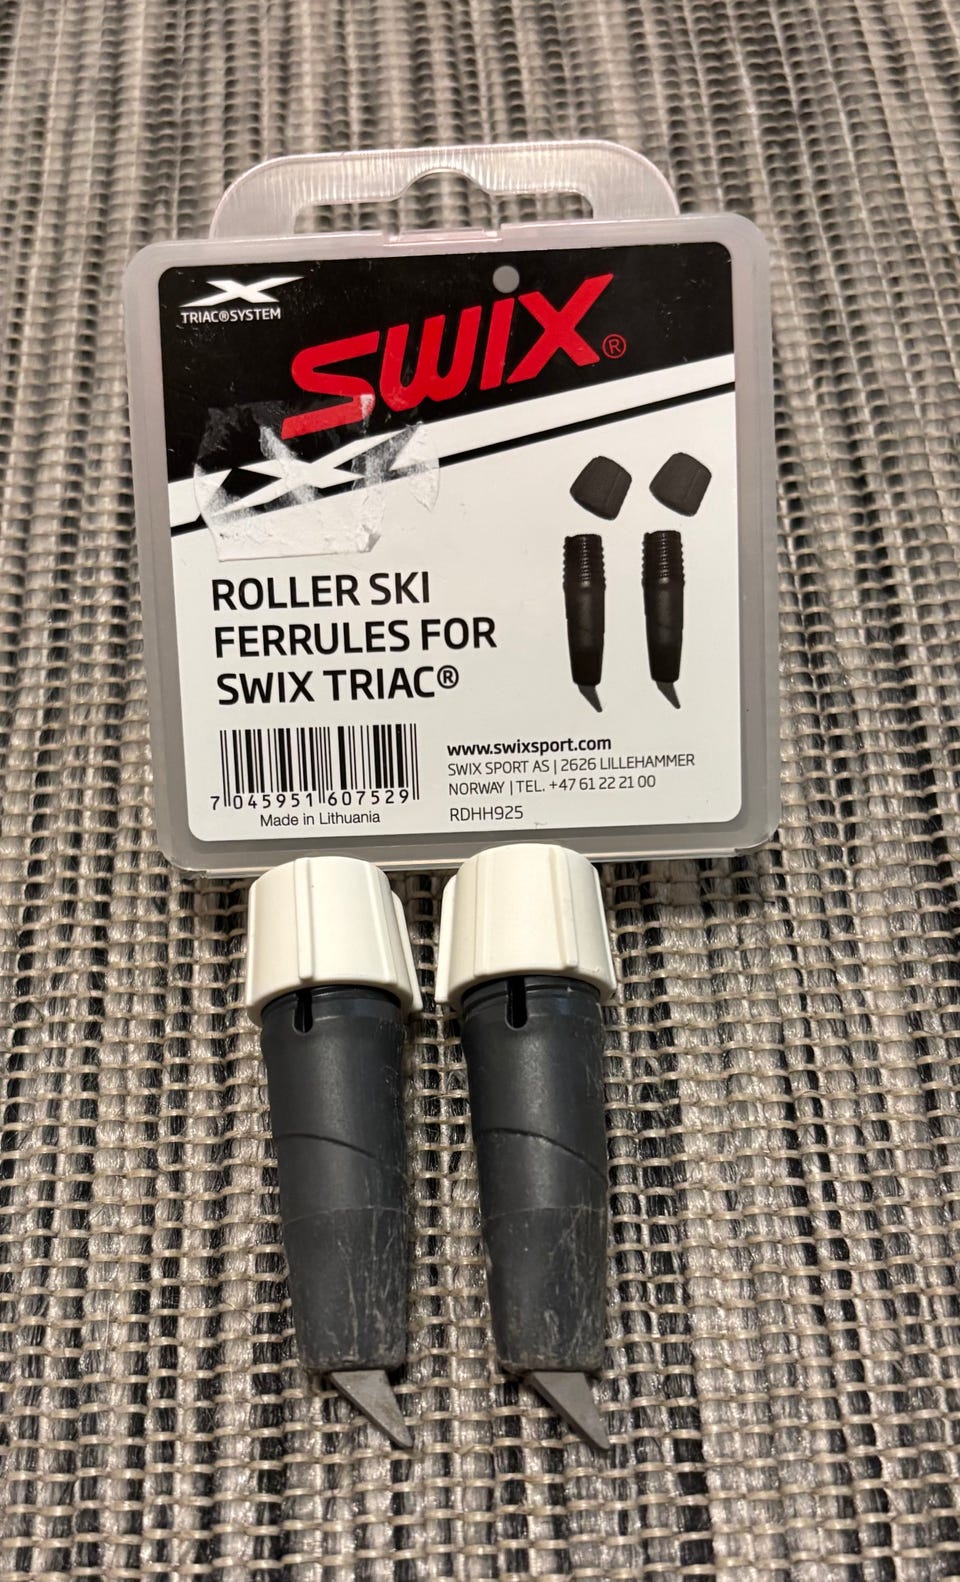 TRIAC®SYSTEM
SWIX®
ROLLER SKI
FERRULES FOR
SWIX TRIAC®
7 045951 607529
Made in Lithuania
www.swixsport.com
SWIX SPORT AS | 2626 LILLEHAMMER
NORWAY | TEL. +47 61 22 21 00
RDHH925